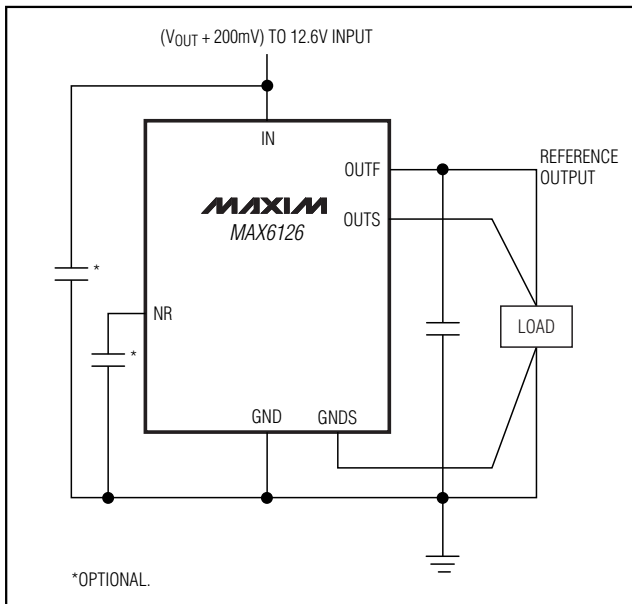 (VOUT + 200mV) TO 12.6V INPUT
IN
OUTF
REFERENCE
OUTPUT
MAXIM
OUTS
MAX6126
*
NR
LOAD
*
GND
GNDS
*OPTIONAL.